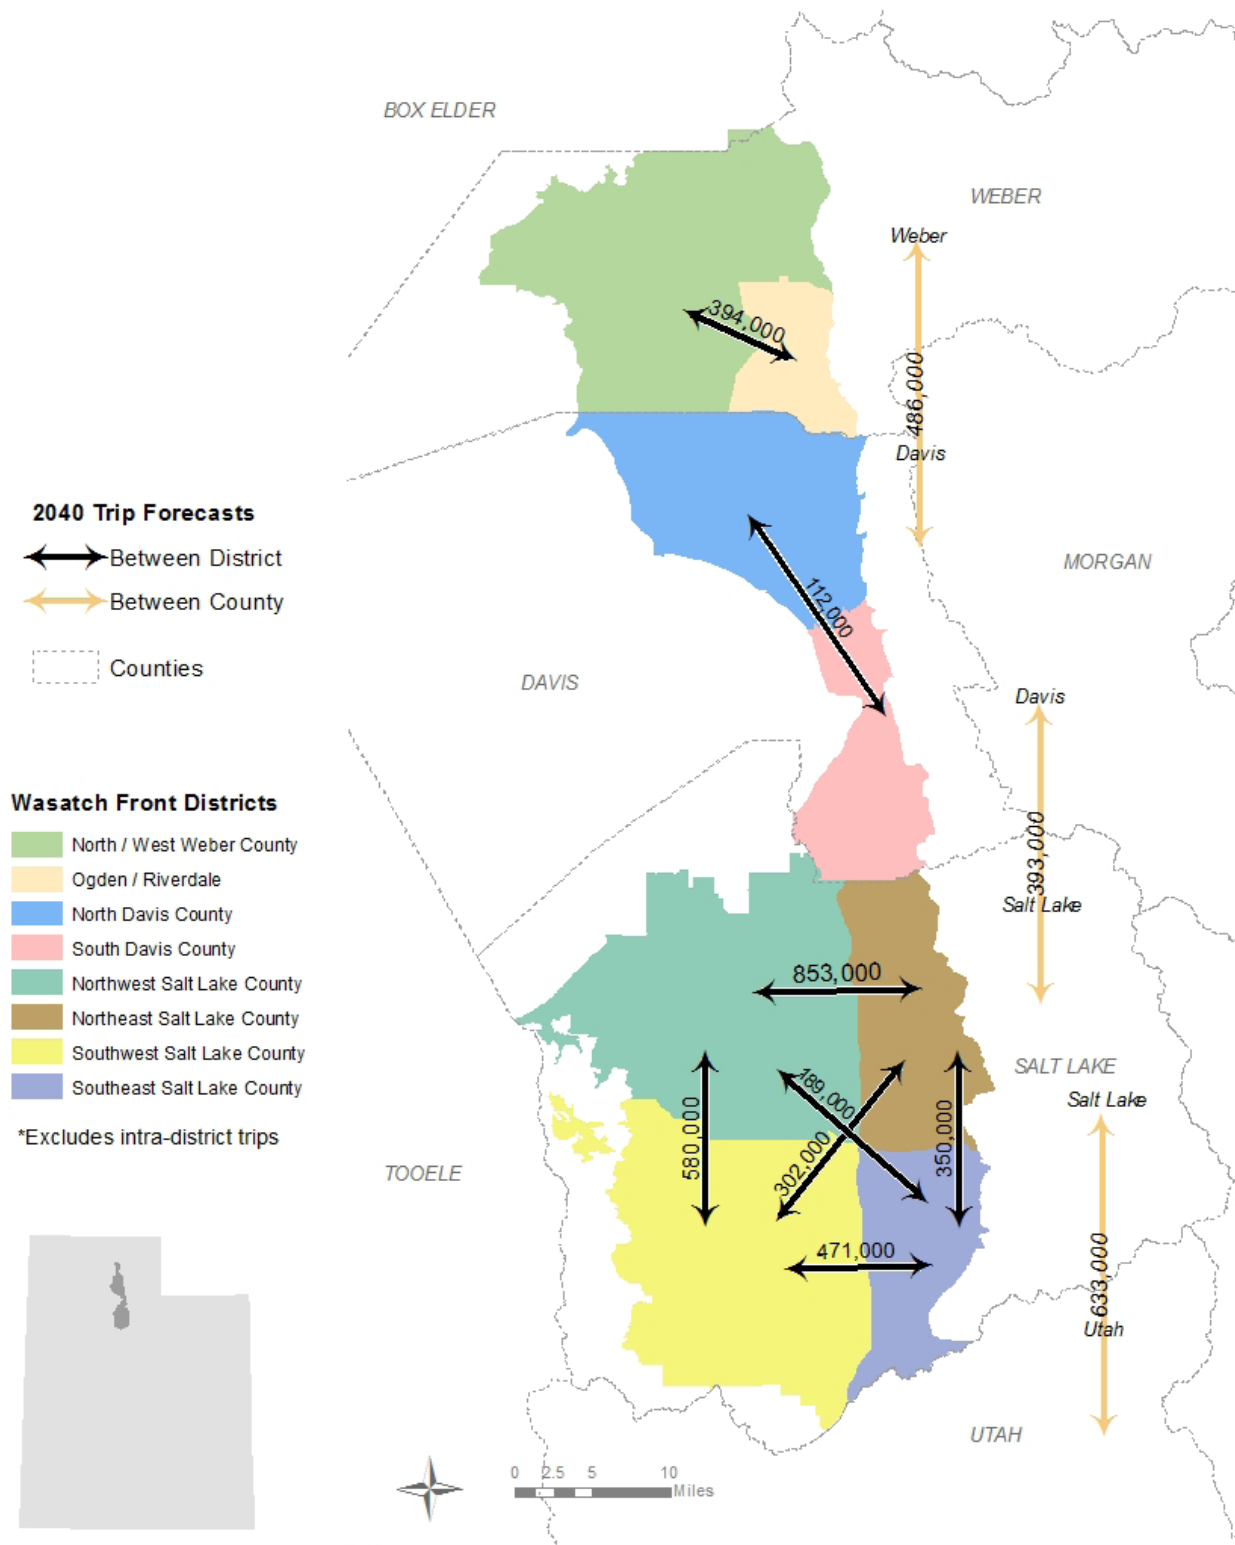 BOX ELDER
WEBER
Weber
394,000
486,000
Davis
2040 Trip Forecasts
Between District
Between County
Counties
MORGAN
112,000
DAVIS
Davis
Wasatch Front Districts
North / West Weber County
Ogden / Riverdale
North Davis County
South Davis County
Northwest Salt Lake County
Northeast Salt Lake County
Southwest Salt Lake County
Southeast Salt Lake County
*Excludes intra-district trips
393,000
Salt Lake
853,000
SALT LAKE
Salt Lake
189,000
580,000
302,000
350,000
TOOELE
471,000
633,000
Utah
UTAH
0 2.5 5 10
Miles